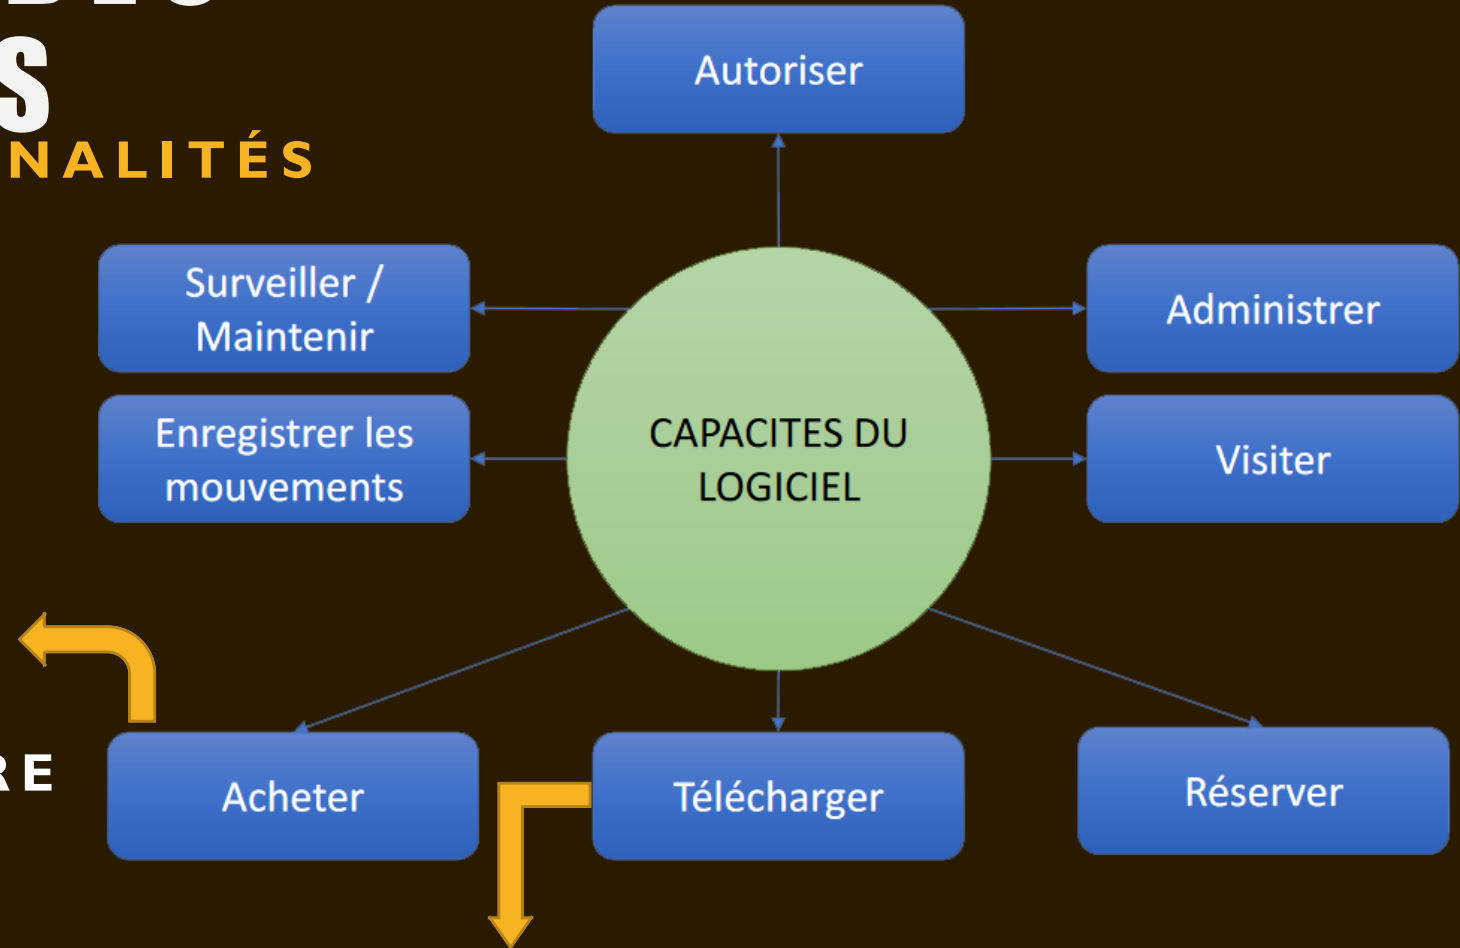 S
NALITÉS
Autoriser
Surveiller /
Maintenir
Administrer
Enregistrer les
mouvements
CAPACITES DU
LOGICIEL
Visiter
RE
Acheter
Télécharger
Réserver